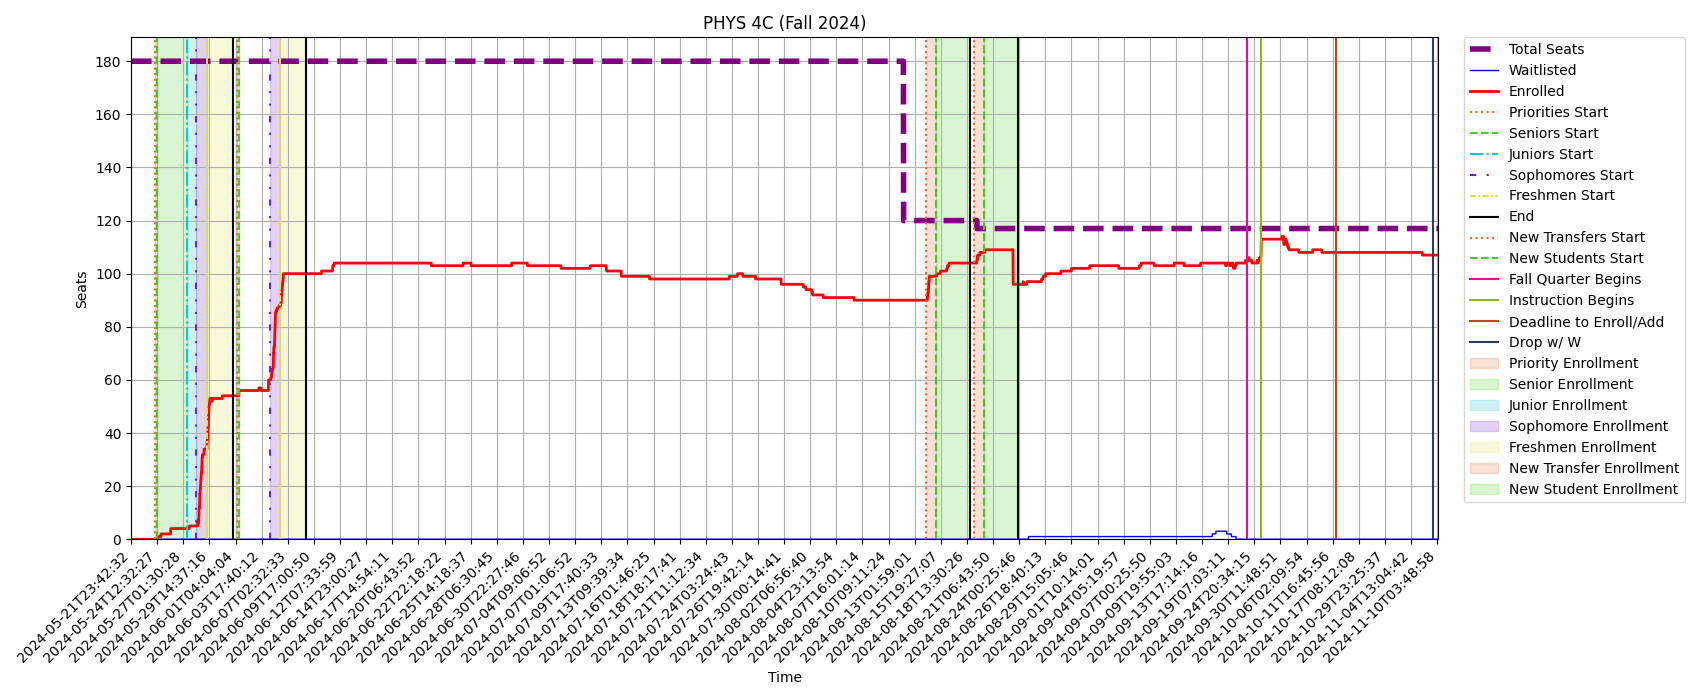 PHYS 4C (Fall 2024)
Seats
180
160
140
120
100
80
60
40
20
0
2024-05-21T23:42:32
2024-05-24T12:32:27
2024-05-27T01:30:28
2024-05-29T14:37:16
2024-06-01T04:04:04
2024-06-03T17:40:12
2024-06-07T02:32:33
2024-06-09T17:00:50
2024-06-12T07:33:59
2024-06-14T23:00:27
2024-06-17T14:54:11
2024-06-20T06:43:52
2024-06-22T22:18:22
2024-06-25T14:18:37
2024-06-28T06:30:45
2024-06-30T22:27:46
2024-07-04T09:06:52
2024-07-07T01:06:52
2024-07-09T17:40:33
2024-07-13T09:39:34
2024-07-16T01:46:25
2024-07-18T18:17:41
2024-07-21T11:12:34
2024-07-24T03:24:43
2024-07-26T19:42:14
2024-07-30T00:14:41
2024-08-02T06:56:40
2024-08-04T23:13:54
2024-08-07T16:01:14
2024-08-10T09:11:24
2024-08-13T01:59:01
2024-08-15T19:27:07
2024-08-18T13:30:26
2024-08-21T06:43:50
2024-08-24T00:25:46
2024-08-26T18:40:13
2024-08-29T15:05:46
2024-09-01T10:14:01
2024-09-04T05:19:57
2024-09-07T00:25:50
2024-09-09T19:55:03
2024-09-13T17:14:16
2024-09-19T07:03:11
2024-09-24T20:34:15
2024-09-30T11:48:51
2024-10-06T02:09:54
2024-10-11T16:45:56
2024-10-17T08:12:08
2024-10-29T23:25:37
2024-11-04T13:04:42
2024-11-10T03:48:58
Time
Total Seats
Waitlisted
Enrolled
Priorities Start
Seniors Start
Juniors Start
Sophomores Start
Freshmen Start
End
New Transfers Start
New Students Start
Fall Quarter Begins
Instruction Begins
Deadline to Enroll/Add
Drop w/ W
Priority Enrollment
Senior Enrollment
Junior Enrollment
Sophomore Enrollment
Freshmen Enrollment
New Transfer Enrollment
New Student Enrollment